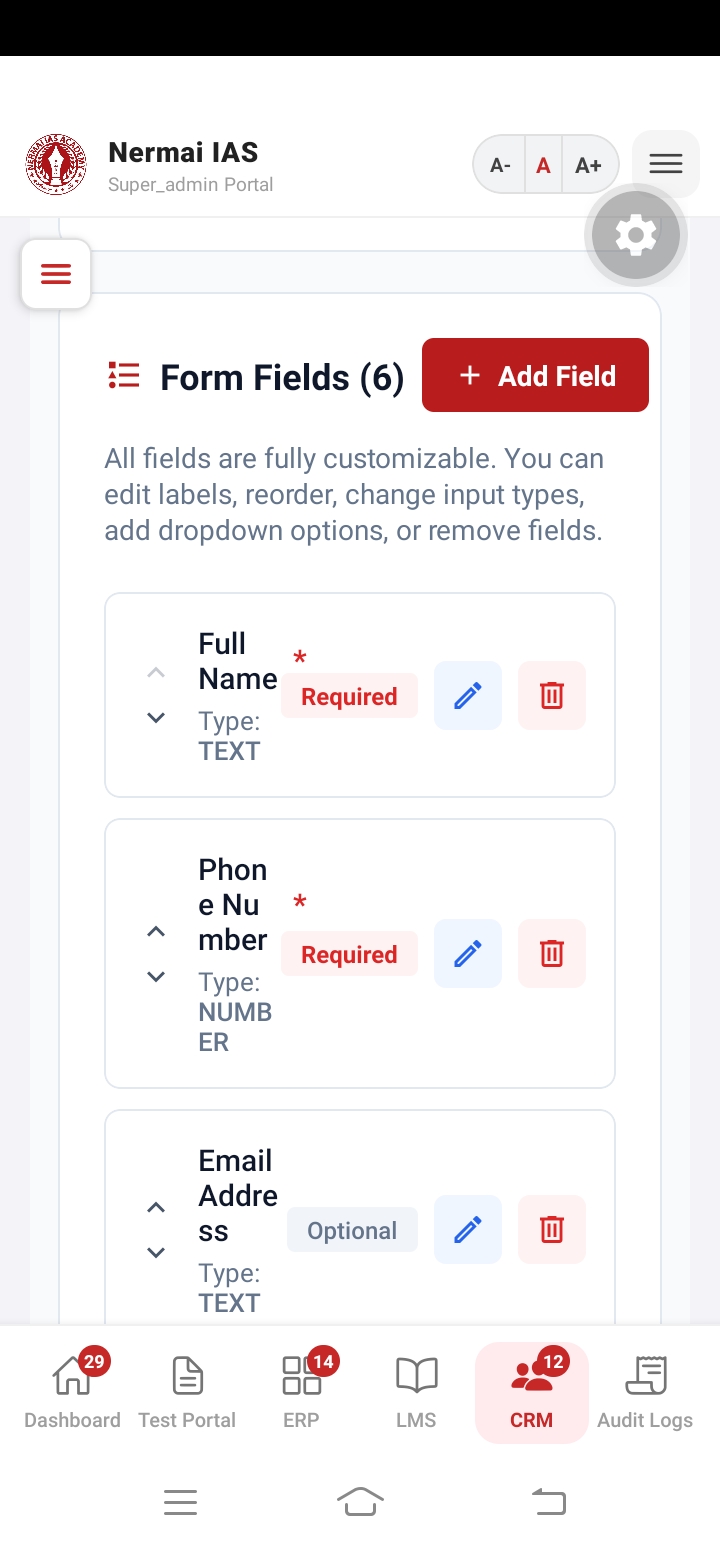 Nermai IAS
Super_admin Portal
A-
A
A+
Form Fields (6)
+ Add Field
All fields are fully customizable. You can
edit labels, reorder, change input types,
add dropdown options, or remove fields.
Full
Name
*
Required
Type:
TEXT
Phon
e Nu
mber
*
Required
Type:
NUMB
ER
Email
Addre
ss
Optional
Type:
TEXT
29
Dashboard
Test Portal
14
ERP
LMS
12
CRM
Audit Logs